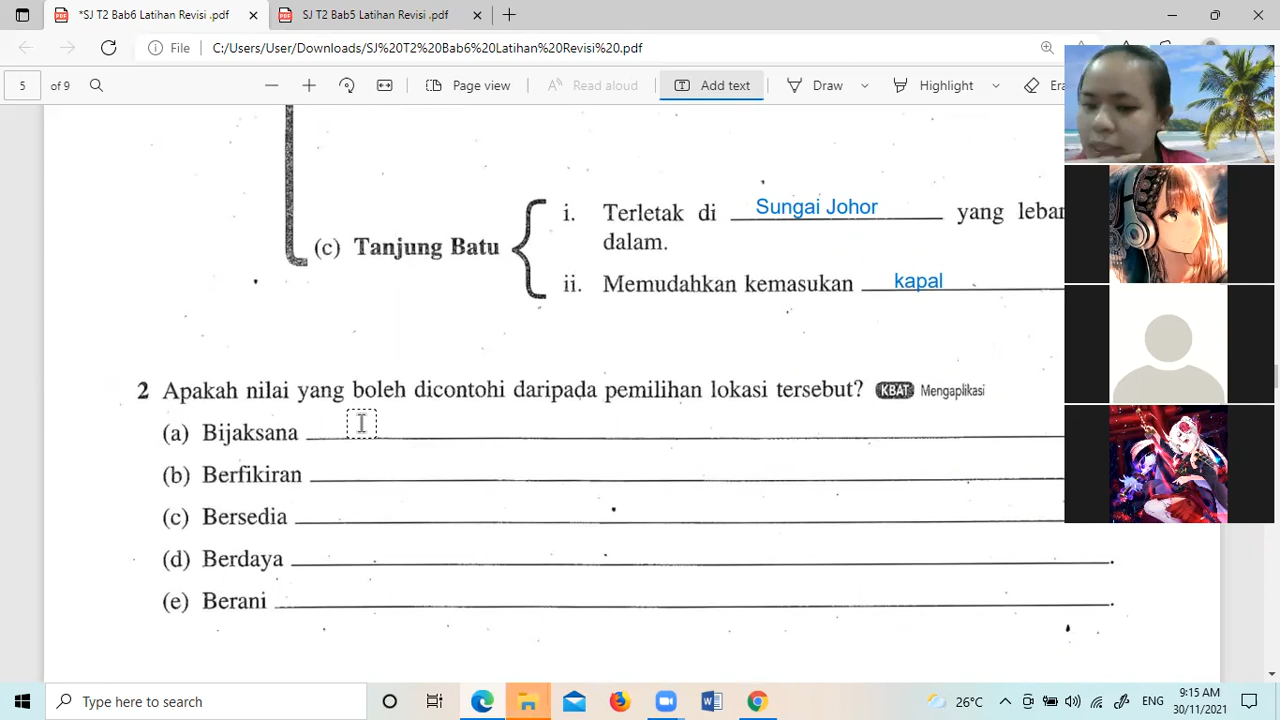 *SJ T2 Bab6 Latihan Revisi .pdf
SJ T2 Bab6 Latihan Revisi .pdf
File C:/Users/User/Downloads/SJ%20T2%20Bab6%20Latihan%20Revisi%20.pdf
5 of 9 Page view Read aloud Add text Draw Highlight Era
i. Terletak di Sungai Johor yang lebar
dalam.
(c) Tanjung Batu
ii. Memudahkan kemasukan kapal
2 Apakah nilai yang boleh dicontohi daripada pemilihan lokasi tersebut? KBAT Mengaplikasi
(a) Bijaksana
(b) Berfikiran
(c) Bersedia
(d) Berdaya .
(e) Berani .
Type here to search 26°C ENG 9:15 AM
30/11/2021